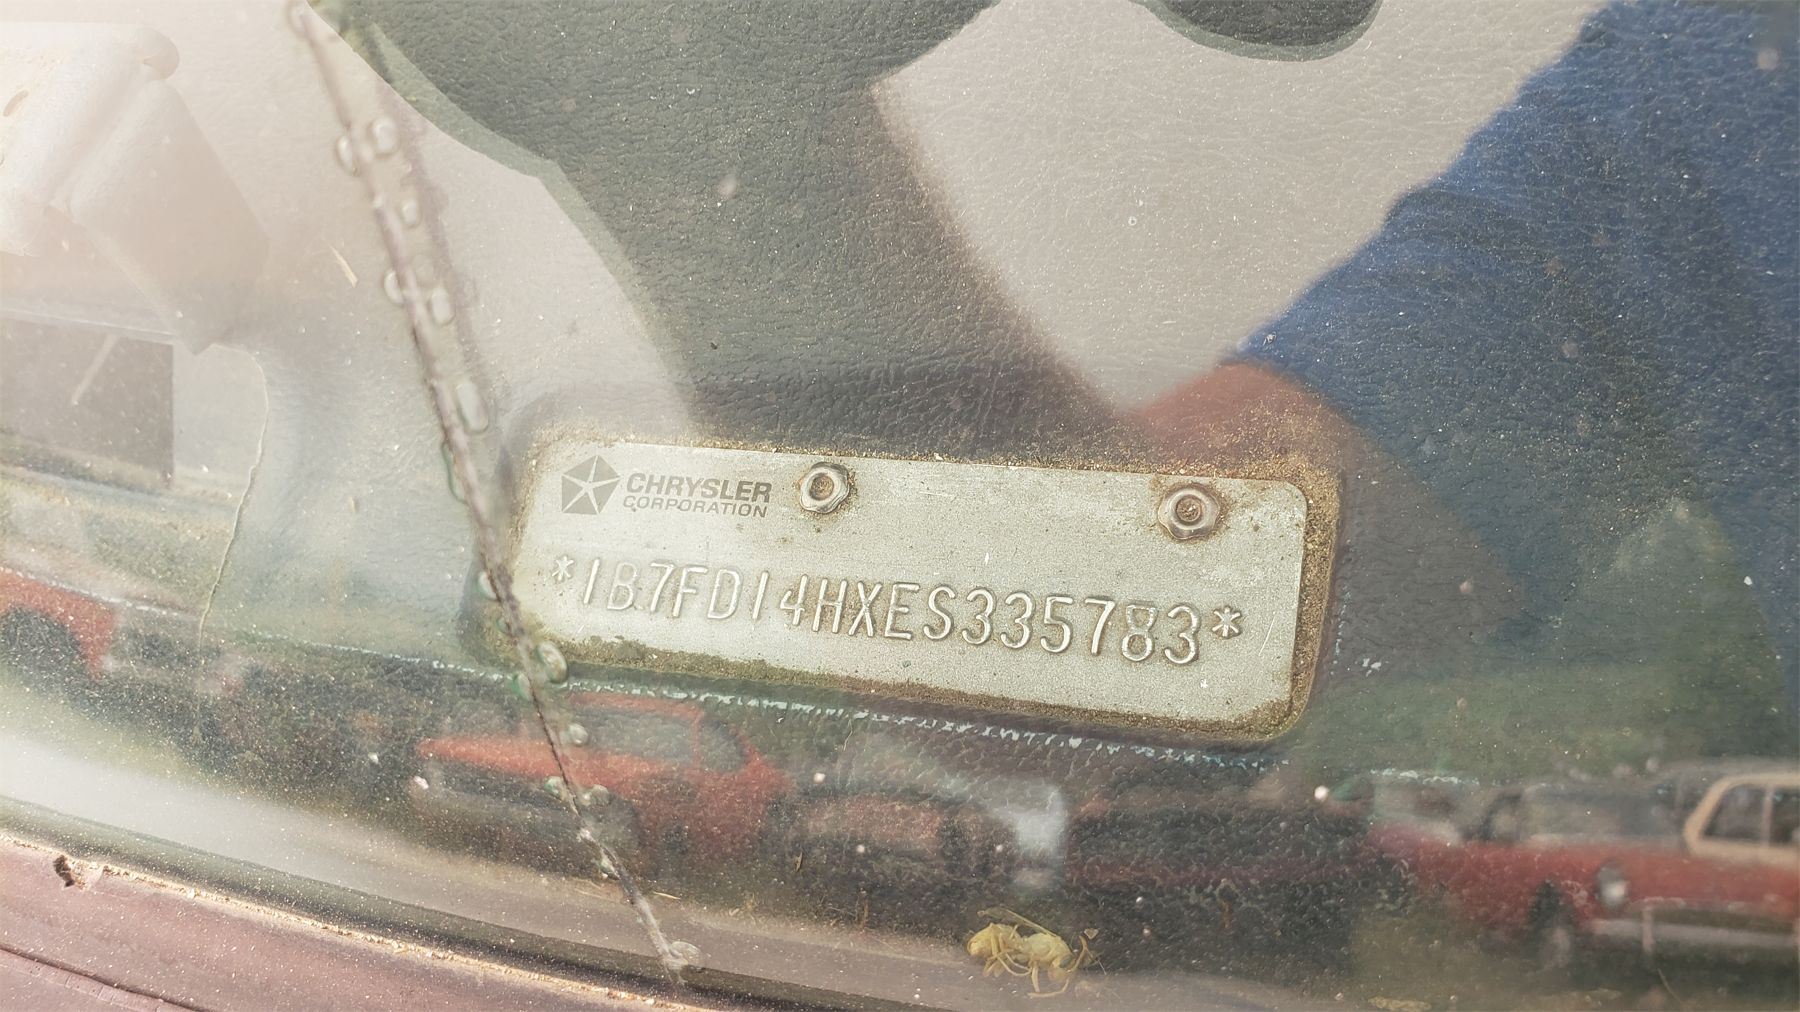 CHRYSLER
CORPORATION
*1B7FD14HXES335783*